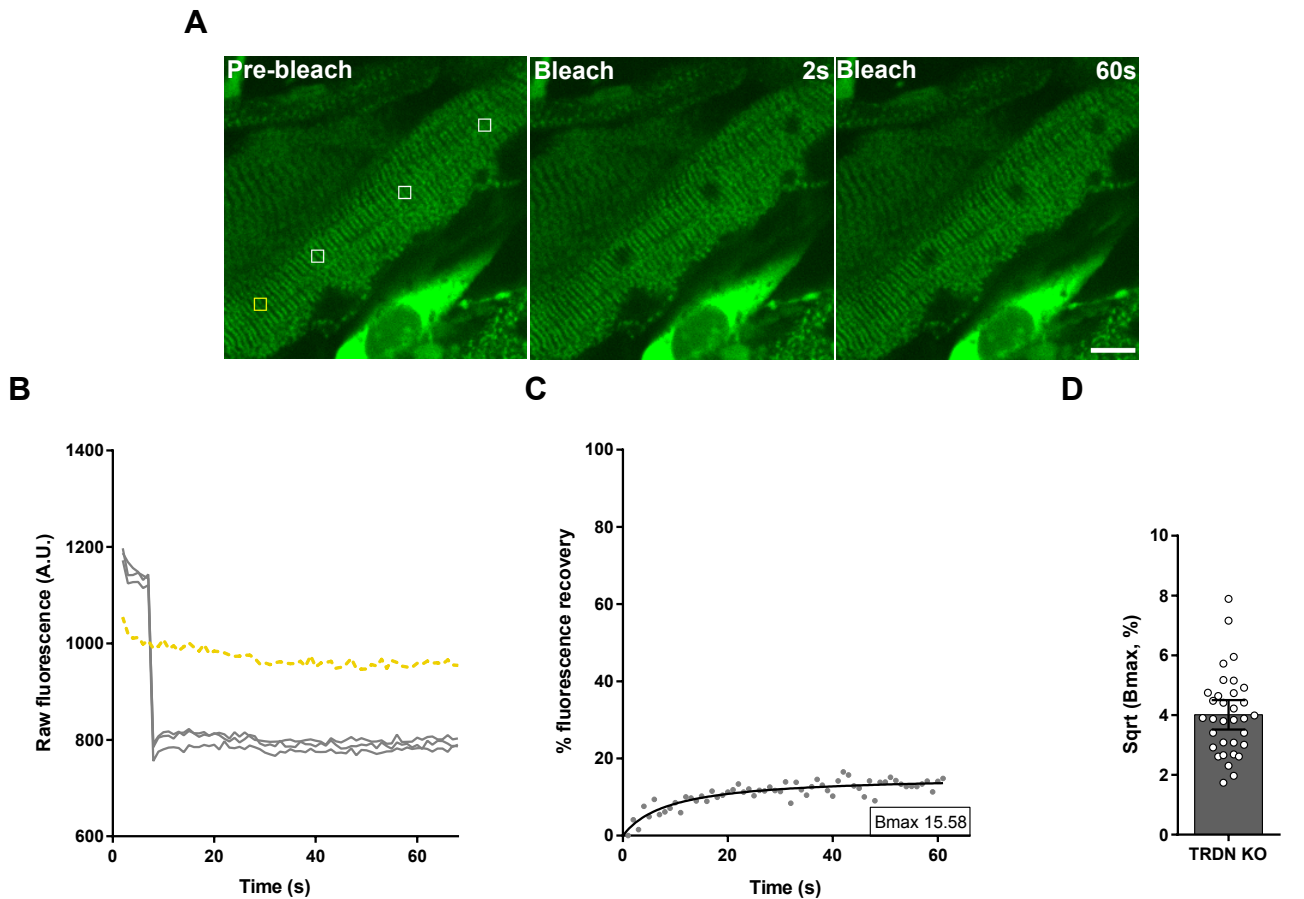 A
Pre-bleach
Bleach 2s
Bleach 60s
B
C
D
1400
1200
1000
800
600
0 20 40 60
Raw fluorescence (A.U.)
Time (s)
100
80
60
40
20
0
0 20 40 60
% fluorescence recovery
Time (s)
Bmax 15.58
10
8
6
4
2
0
Sqrt (Bmax, %)
TRDN KO